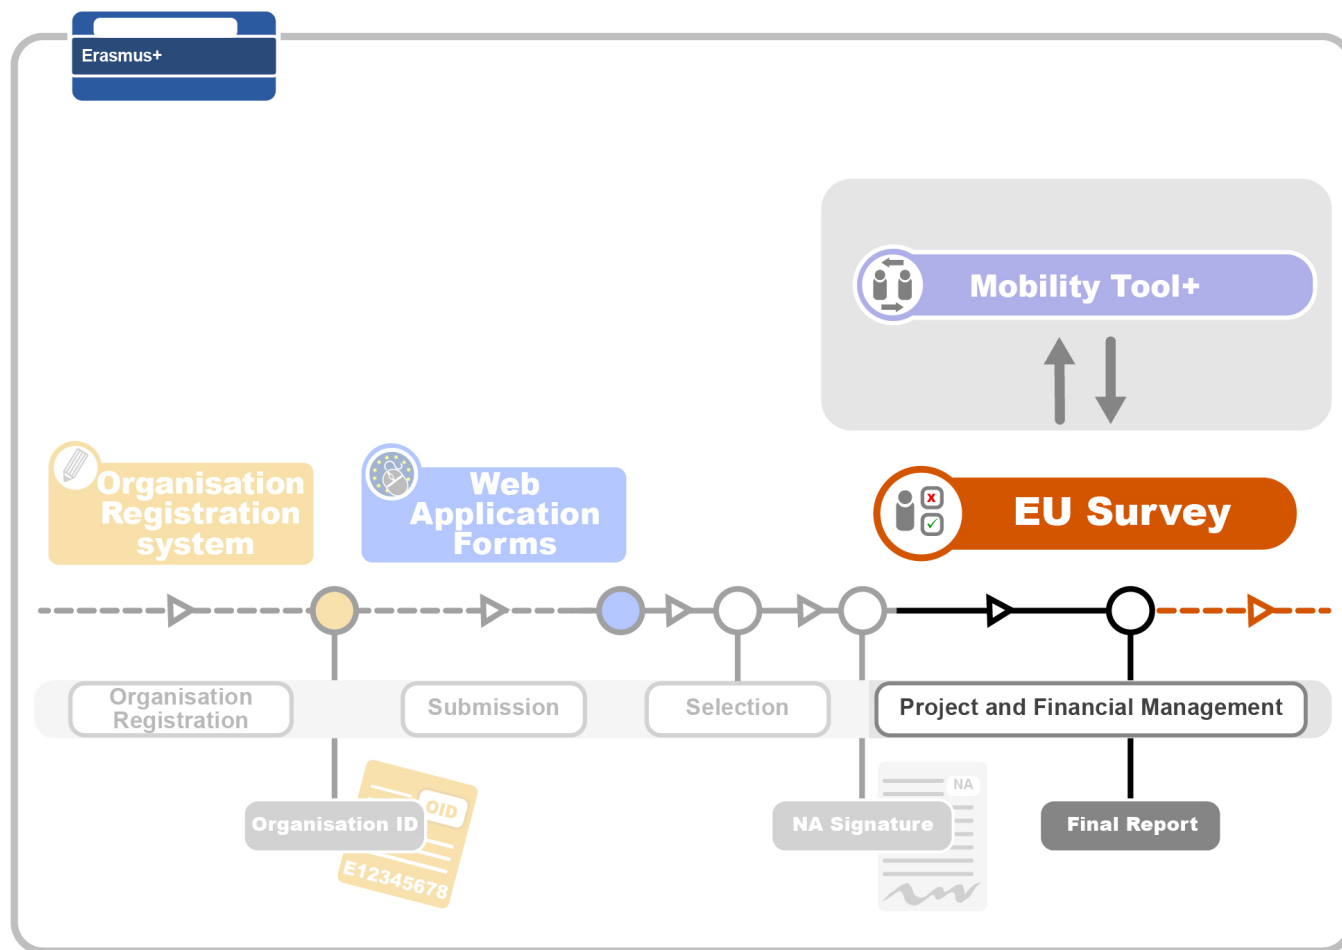 Erasmus+
Mobility Tool+
Organisation
Registration
system
Web
Application
Forms
X
EU Survey
Organisation
Registration
Submission
Selection
Project and Financial Management
OID
E12345678
Organisation ID
NA
NA Signature
Final Report